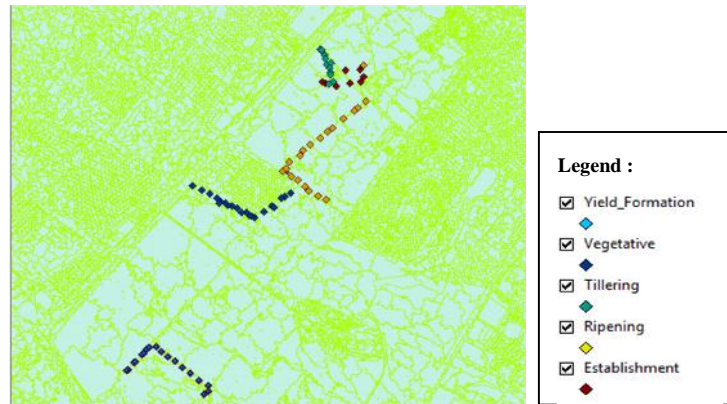 Legend :
Yield_Formation
Vegetative
Tillering
Ripening
Establishment